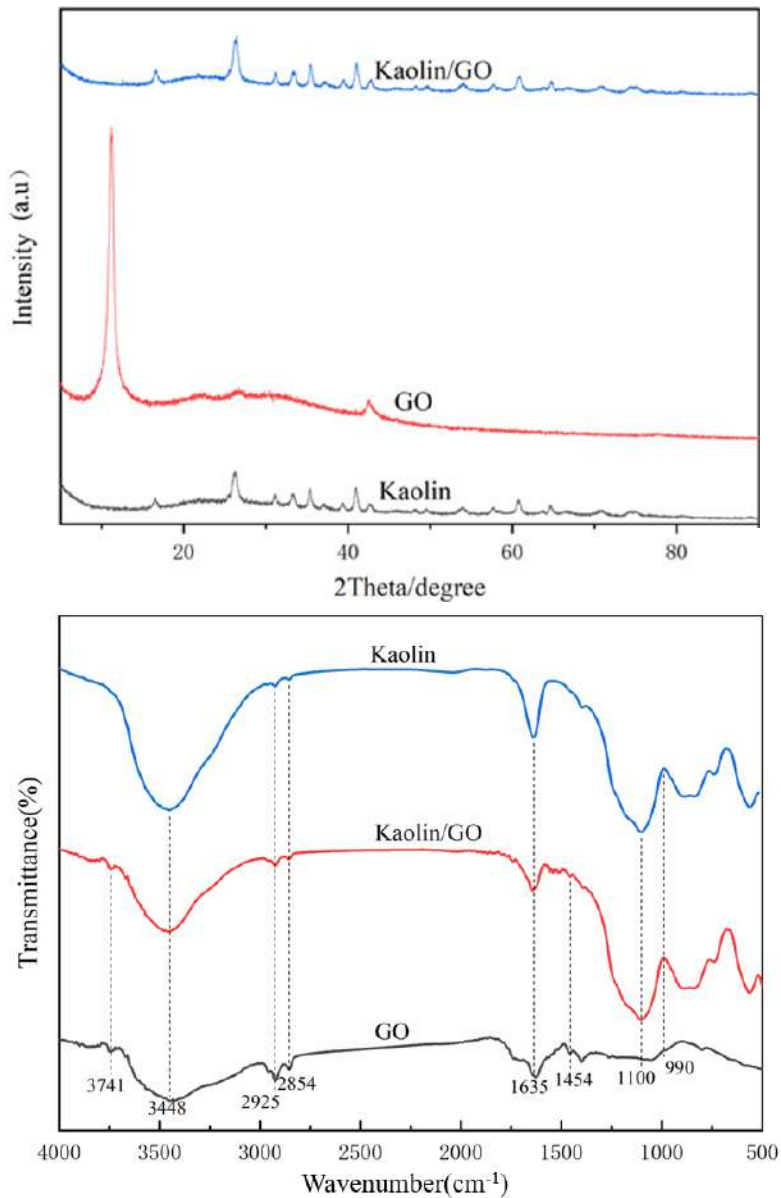 Kaolin/GO
GO
Kaolin
Intensity (a.u)
20 40 60 80
2Theta/degree
Kaolin
Kaolin/GO
GO
Transmittance(%)
3741 3448 2925 2854 1635 1454 1100 990
4000 3500 3000 2500 2000 1500 1000 500
Wavenumber(cm⁻¹)